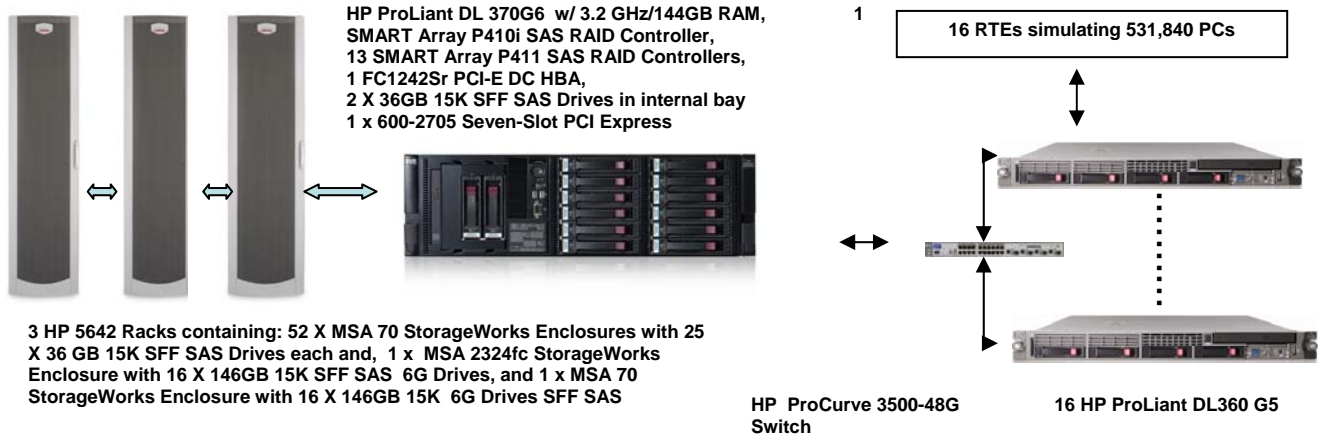 HP ProLiant DL 370G6 w/ 3.2 GHz/144GB RAM,
SMART Array P410i SAS RAID Controller,
13 SMART Array P411 SAS RAID Controllers,
1 FC1242Sr PCI-E DC HBA,
2 X 36GB 15K SFF SAS Drives in internal bay
1 x 600-2705 Seven-Slot PCI Express
1
16 RTEs simulating 531,840 PCs
3 HP 5642 Racks containing: 52 X MSA 70 StorageWorks Enclosures with 25
X 36 GB 15K SFF SAS Drives each and, 1 x MSA 2324fc StorageWorks
Enclosure with 16 X 146GB 15K SFF SAS 6G Drives, and 1 x MSA 70
StorageWorks Enclosure with 16 X 146GB 15K 6G Drives SFF SAS
HP ProCurve 3500-48G
Switch
16 HP ProLiant DL360 G5